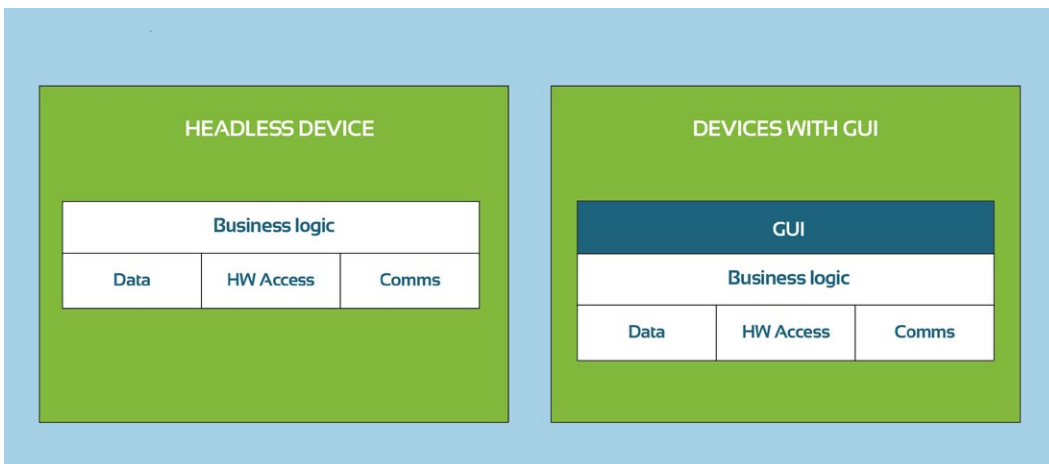 HEADLESS DEVICE
Business logic
Data HW Access Comms
DEVICES WITH GUI
GUI
Business logic
Data HW Access Comms